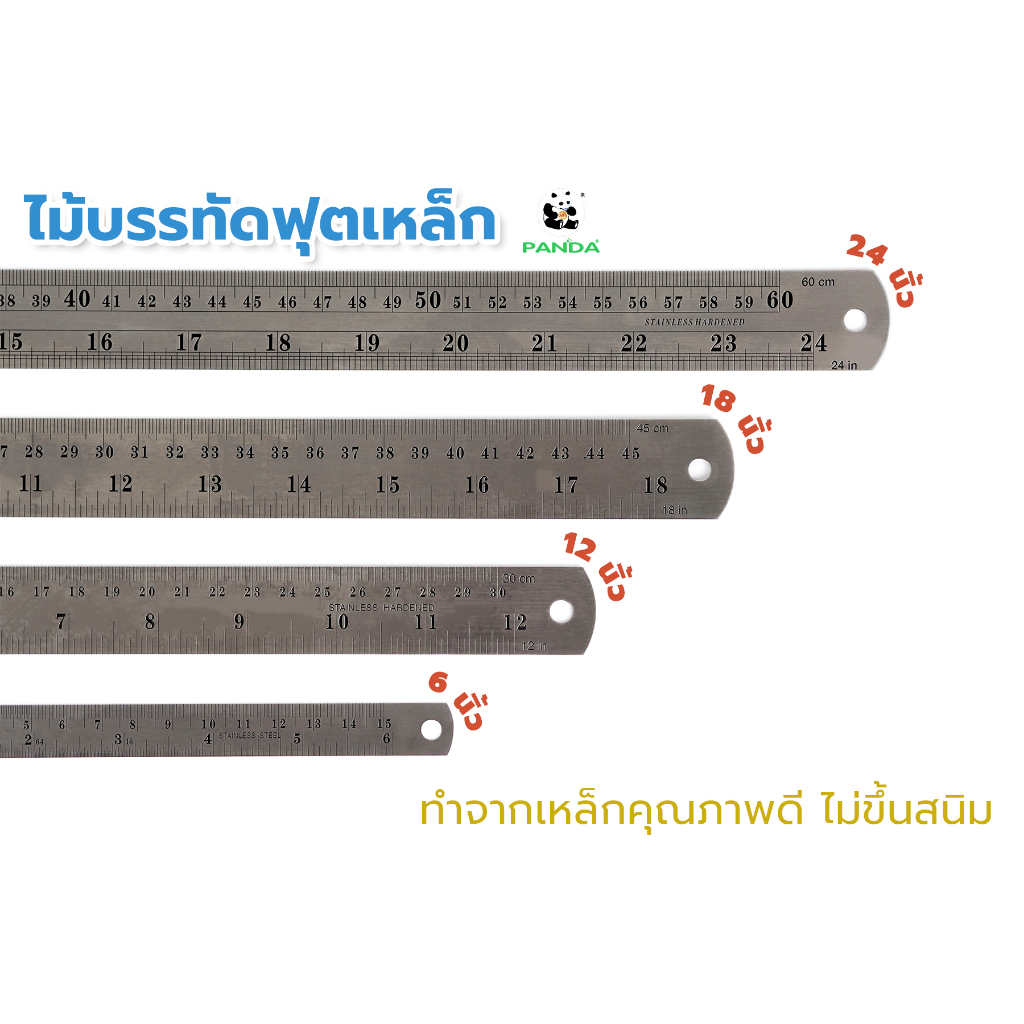 ไม้บรรทัดฟุตเหล็ก
PANDA®
24 นิ้ว
38 39 40 41 42 43 44 45 46 47 48 49 50 51 52 53 54 55 56 57 58 59 60 60 cm
STAINLESS HARDENED
15 16 17 18 19 20 21 22 23 24
24 in
18 นิ้ว
45 cm
7 28 29 30 31 32 33 34 35 36 37 38 39 40 41 42 43 44 45
11 12 13 14 15 16 17 18
18 in
12 นิ้ว
30 cm
16 17 18 19 20 21 22 23 24 25 26 27 28 29 30
STAINLESS HARDENED
7 8 9 10 11 12
12 in
6 นิ้ว
5 6 7 8 9 10 11 12 13 14 15
STAINLESS STEEL
2 64 3 16 4 5 6
ทำจากเหล็กคุณภาพดี ไม่ขึ้นสนิม